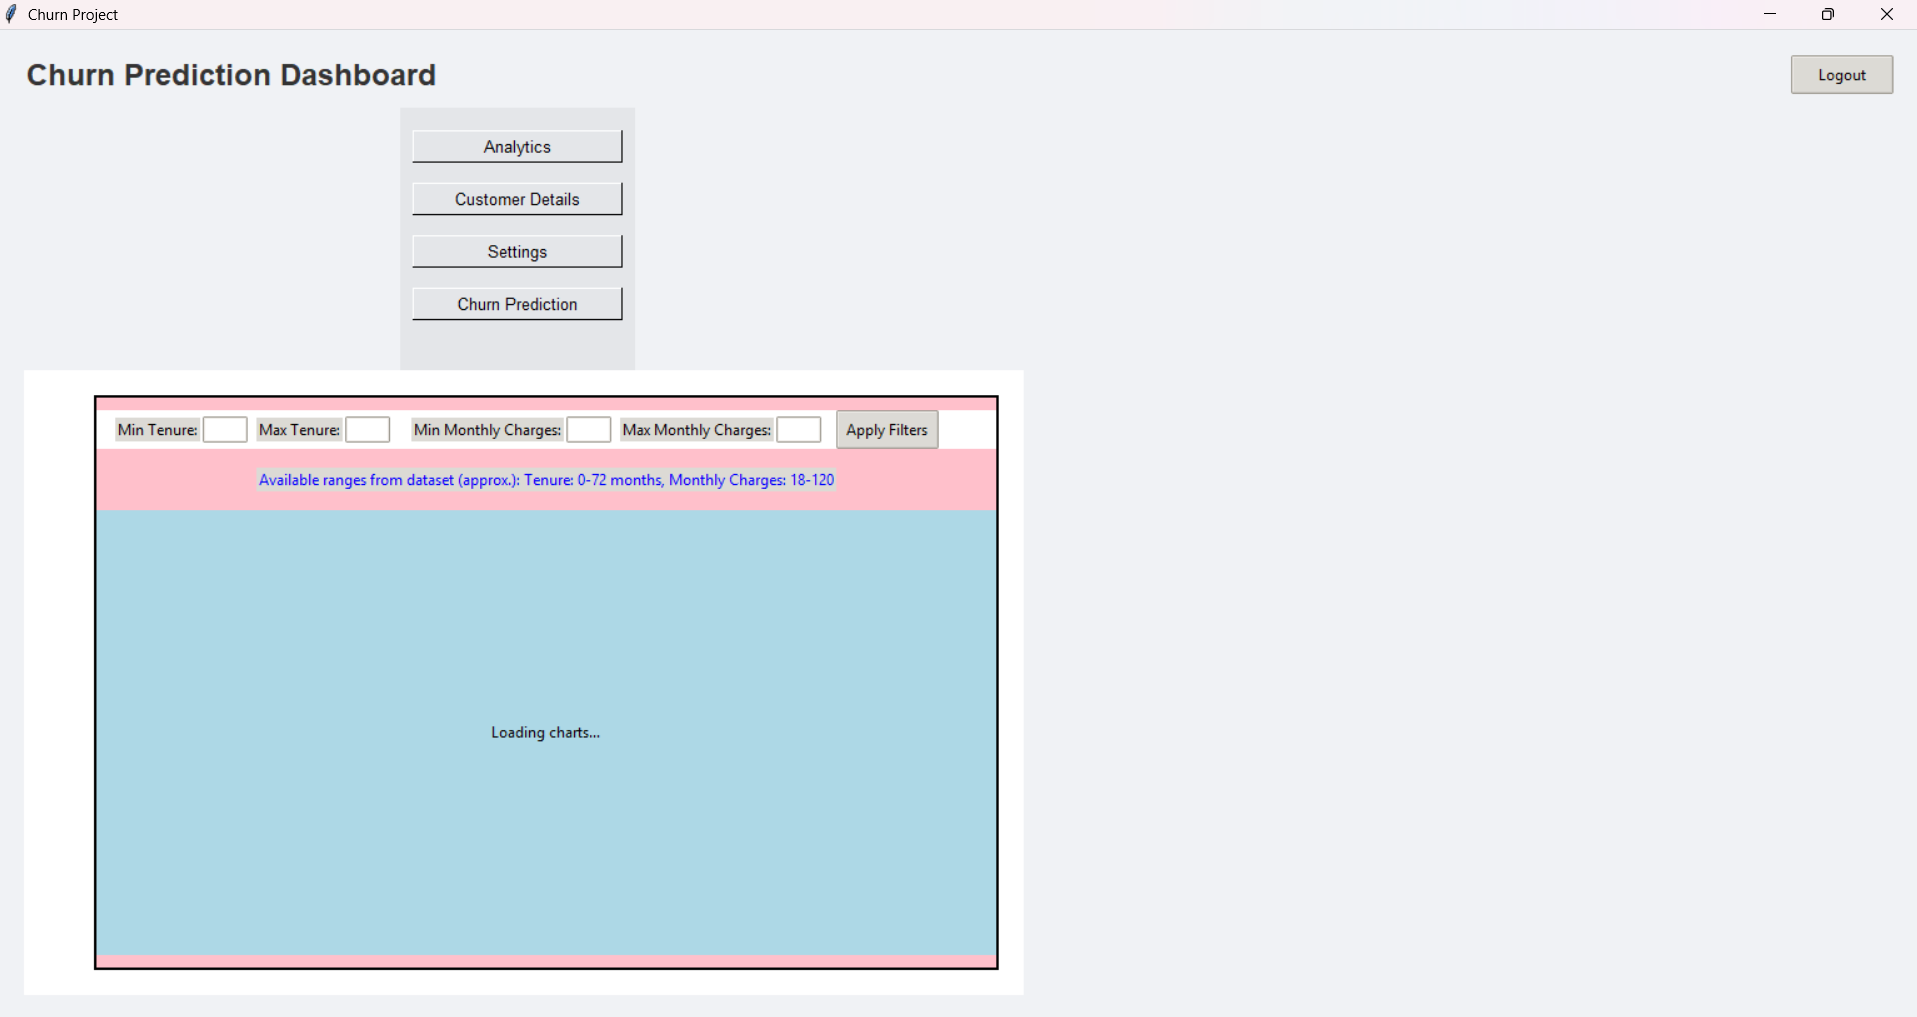 Churn Project
Churn Prediction Dashboard
Logout
Analytics
Customer Details
Settings
Churn Prediction
Min Tenure: Max Tenure: Min Monthly Charges: Max Monthly Charges: Apply Filters
Available ranges from dataset (approx.): Tenure: 0-72 months, Monthly Charges: 18-120
Loading charts...